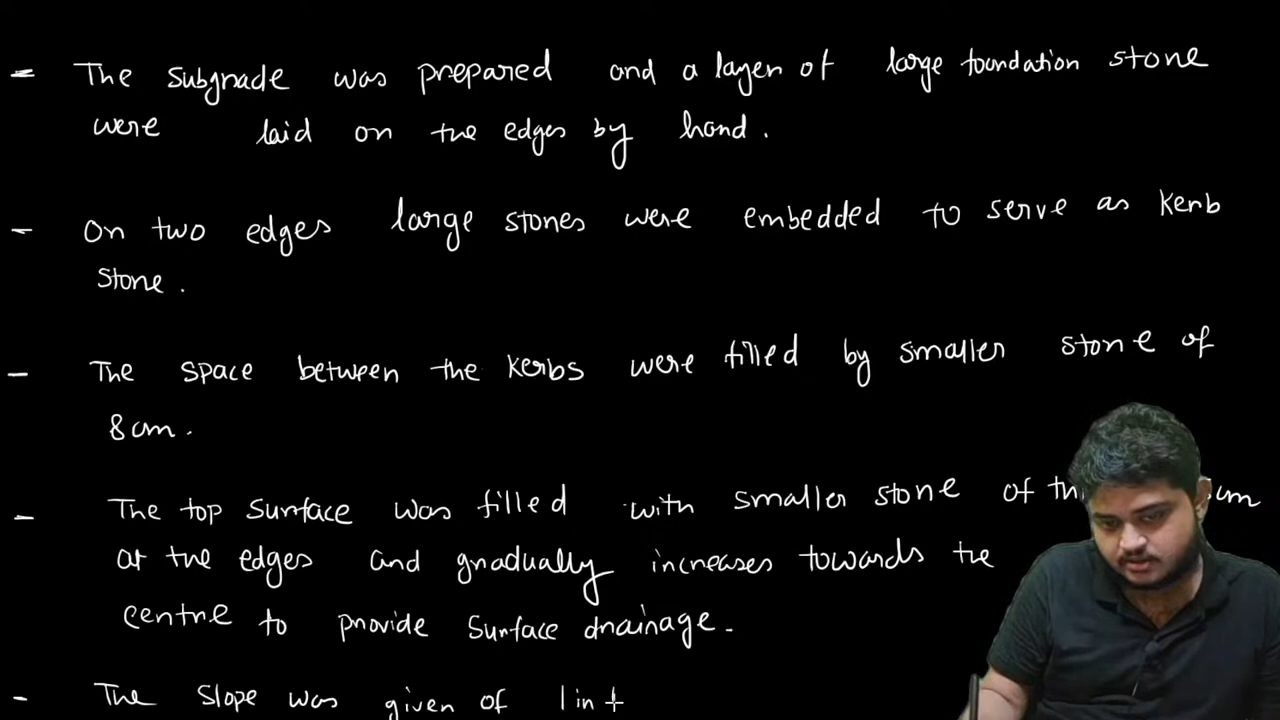 - The subgrade was prepared and a layer of large foundation stone
were laid on the edges by hand.
- On two edges large stones were embedded to serve as kerb
stone.
- The space between the kerbs were filled by smaller stone of
8cm.
- The top surface was filled with smaller stone of cm
at the edges and gradually increases towards the
centre to provide surface drainage.
- The slope was given of 1 in